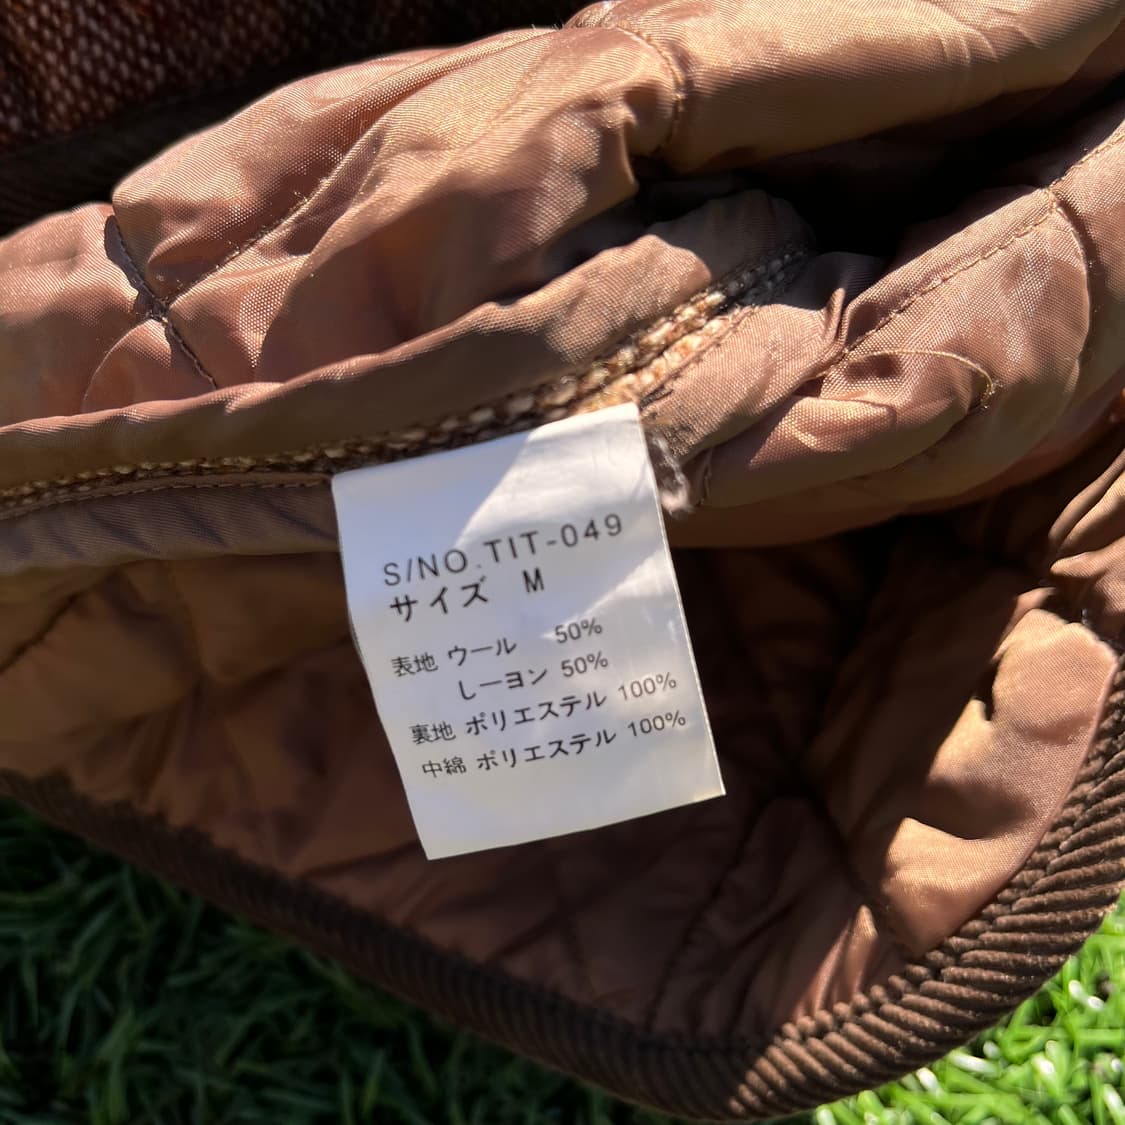 S/NO.TIT-049
サイズ M
表地 ウール 50%
しーヨン 50%
裏地 ポリエステル 100%
中綿 ポリエステル 100%